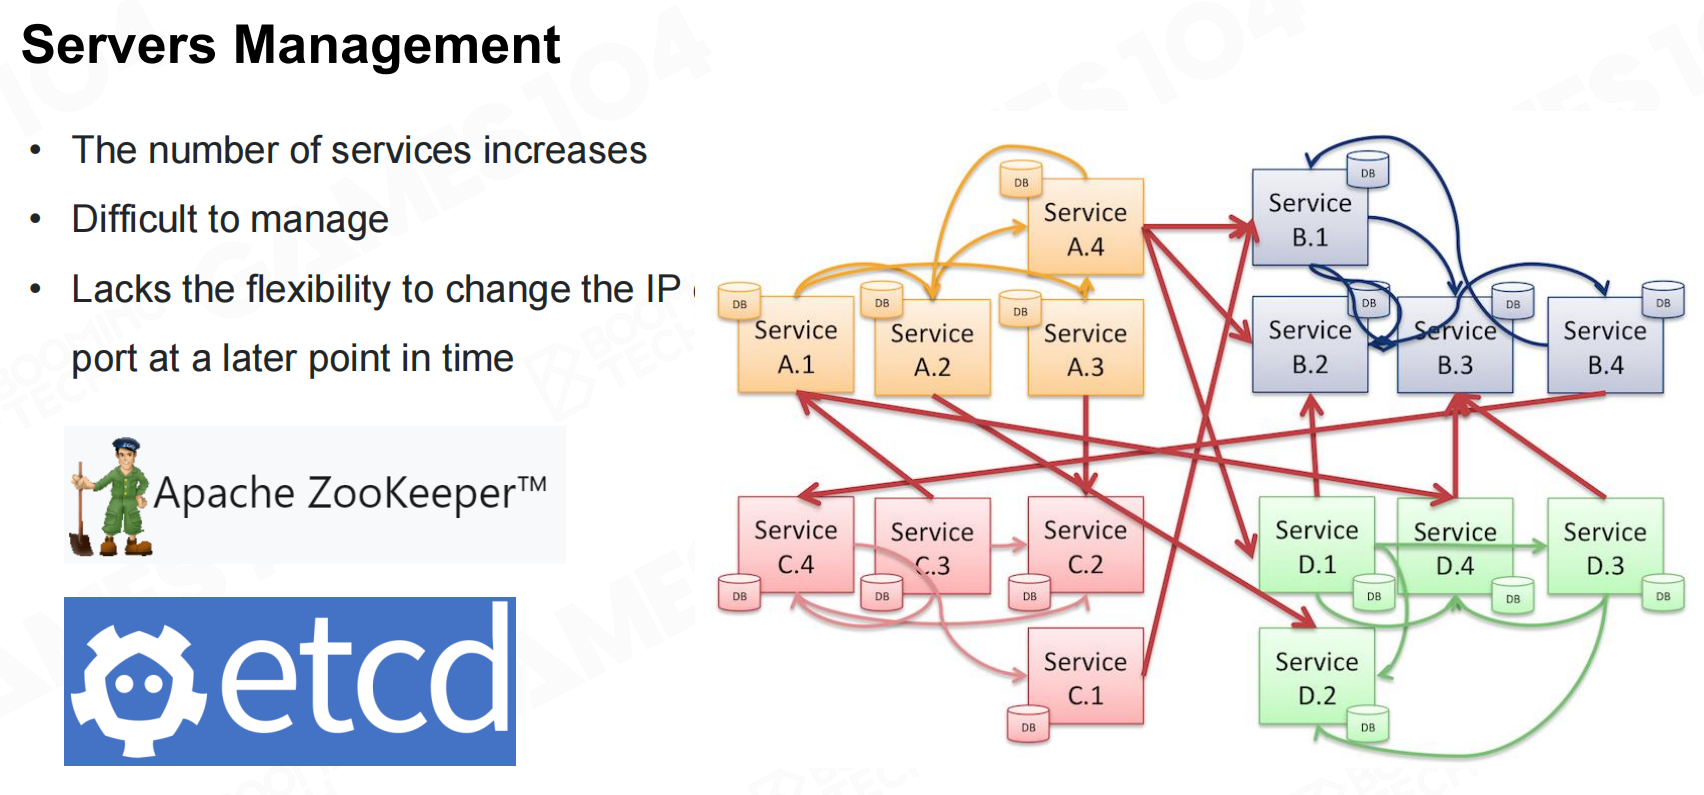 Servers Management
• The number of services increases
• Difficult to manage
• Lacks the flexibility to change the IP
port at a later point in time
Apache ZooKeeper™
etcd
DB
Service
A.4
DB
Service
A.1
DB
Service
A.2
DB
Service
A.3
DB
Service
B.1
DB
Service
B.2
DB
Service
B.3
DB
Service
B.4
Service
C.4
DB
Service
C.3
DB
Service
C.2
DB
Service
C.1
DB
Service
D.1
DB
Service
D.4
DB
Service
D.3
DB
Service
D.2
DB
GAMES104
BOOMING
TECH